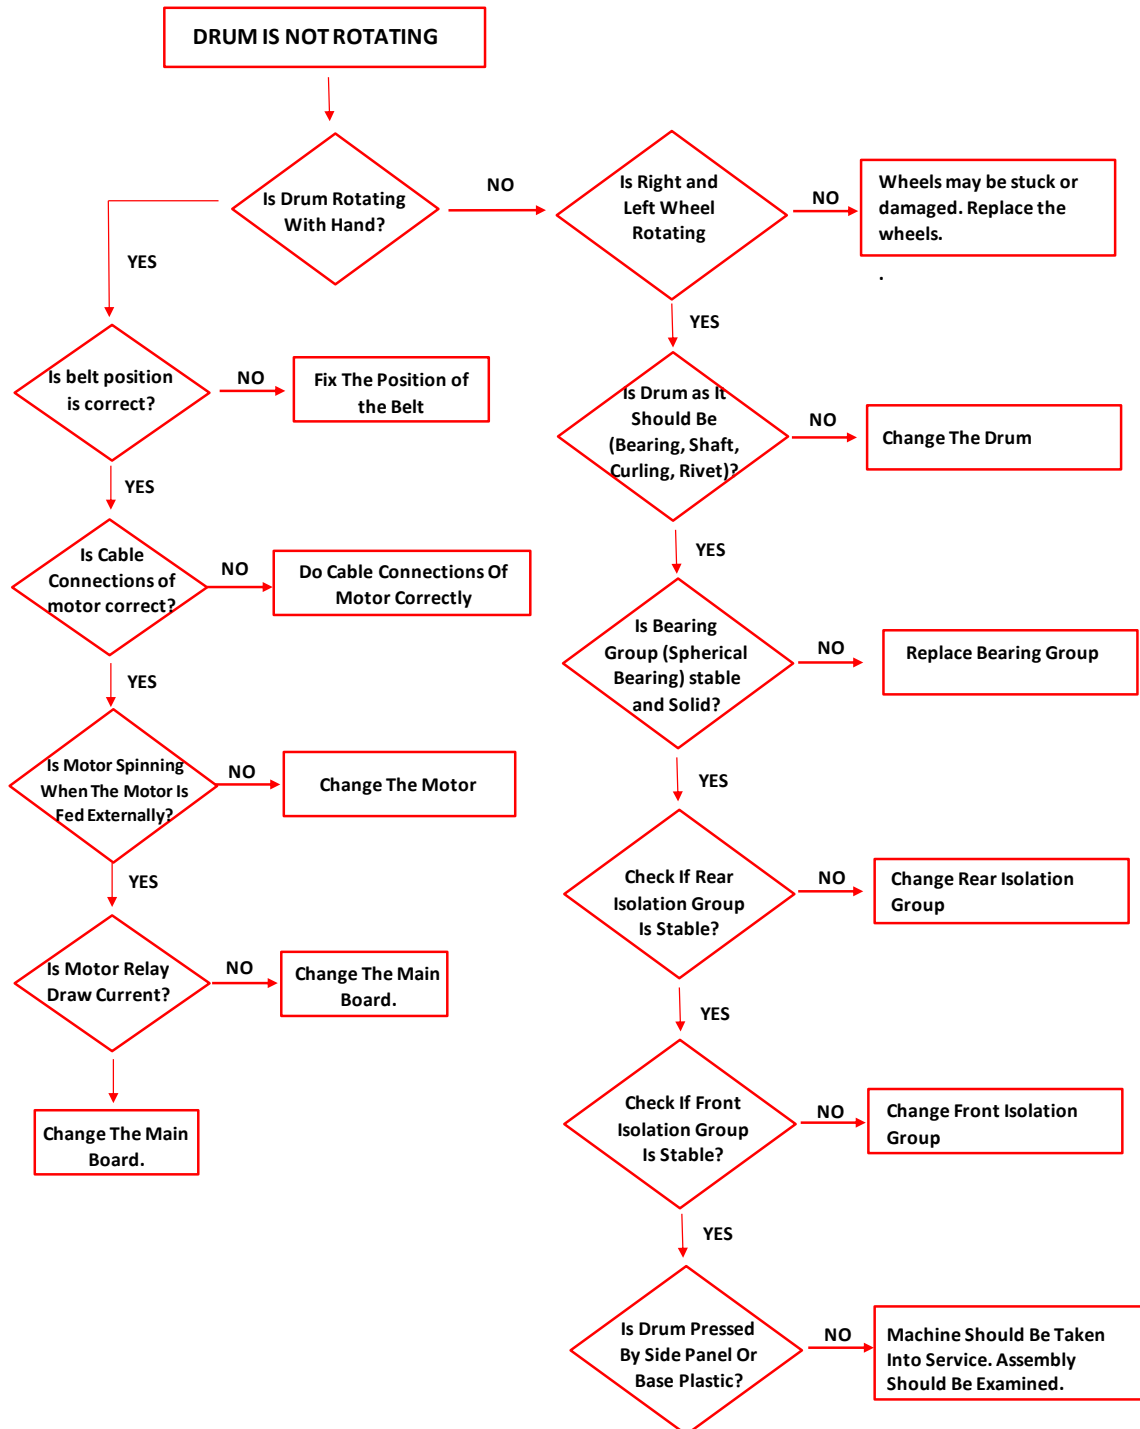 DRUM IS NOT ROTATING
Is Drum Rotating
With Hand?
NO
Is Right and
Left Wheel
Rotating
NO
Wheels may be stuck or
damaged. Replace the
wheels.
.
YES
YES
Is belt position
is correct?
NO
Fix The Position of
the Belt
Is Drum as It
Should Be
(Bearing, Shaft,
Curling, Rivet)?
NO
Change The Drum
YES
YES
Is Cable
Connections of
motor correct?
NO
Do Cable Connections Of
Motor Correctly
Is Bearing
Group (Spherical
Bearing) stable
and Solid?
NO
Replace Bearing Group
YES
YES
Is Motor Spinning
When The Motor Is
Fed Externally?
NO
Change The Motor
Check If Rear
Isolation Group
Is Stable?
NO
Change Rear Isolation
Group
YES
YES
Is Motor Relay
Draw Current?
NO
Change The Main
Board.
Check If Front
Isolation Group
Is Stable?
NO
Change Front Isolation
Group
Change The Main
Board.
YES
Is Drum Pressed
By Side Panel Or
Base Plastic?
NO
Machine Should Be Taken
Into Service. Assembly
Should Be Examined.